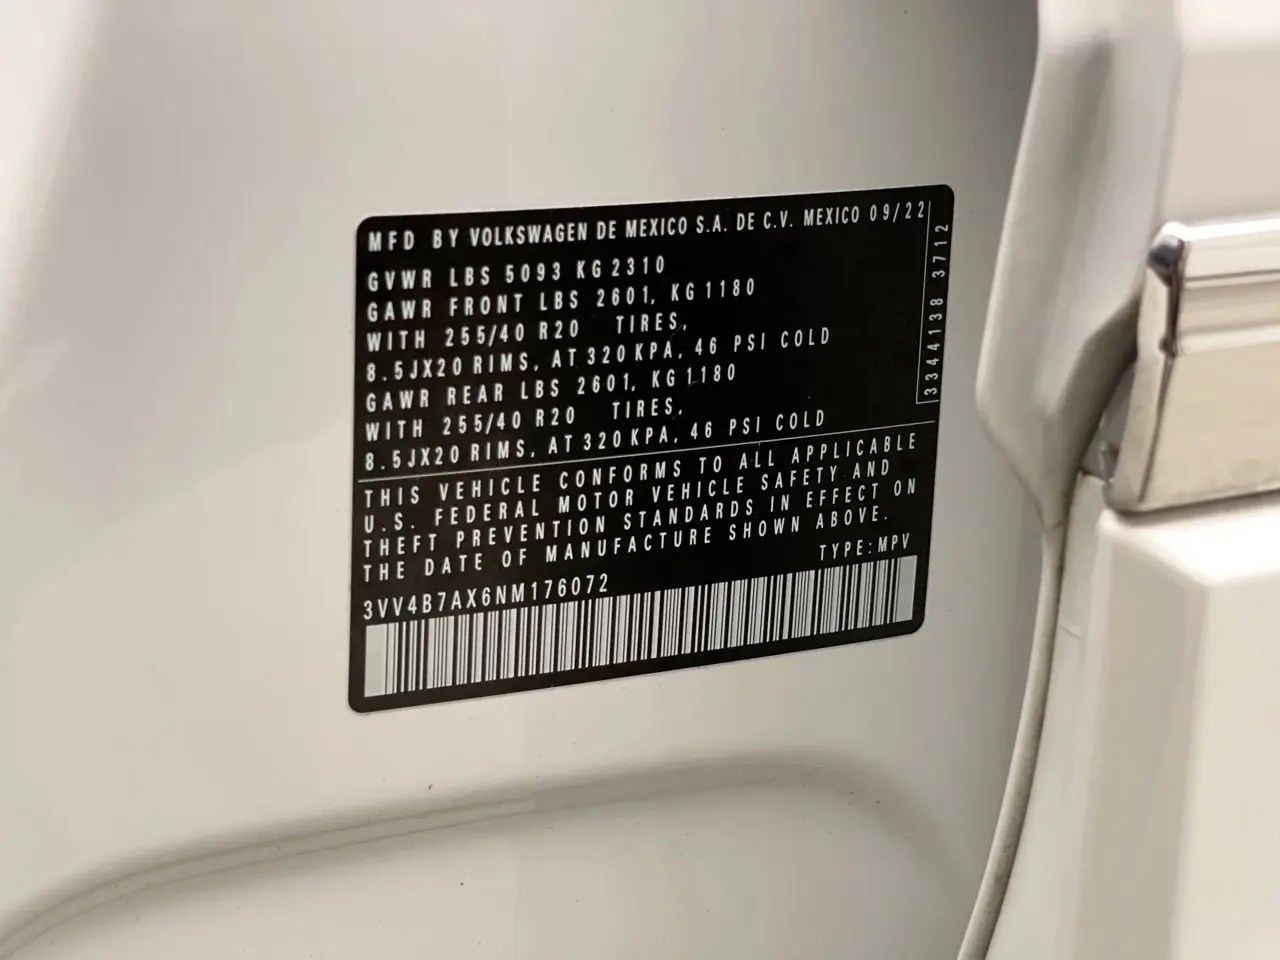 MFD BY VOLKSWAGEN DE MEXICO S.A. DE C.V. MEXICO 09/22
GVWR LBS 5093 KG 2310
GAWR FRONT LBS 2601, KG 1180
WITH 255/40 R20 TIRES,
8.5JX20 RIMS, AT 320 KPA, 46 PSI COLD
GAWR REAR LBS 2601, KG 1180
WITH 255/40 R20 TIRES,
8.5JX20 RIMS, AT 320 KPA, 46 PSI COLD
3344138 3712
THIS VEHICLE CONFORMS TO ALL APPLICABLE
U.S. FEDERAL MOTOR VEHICLE SAFETY AND
THEFT PREVENTION STANDARDS IN EFFECT ON
THE DATE OF MANUFACTURE SHOWN ABOVE.
TYPE:MPV
3VV4B7AX6NM176072